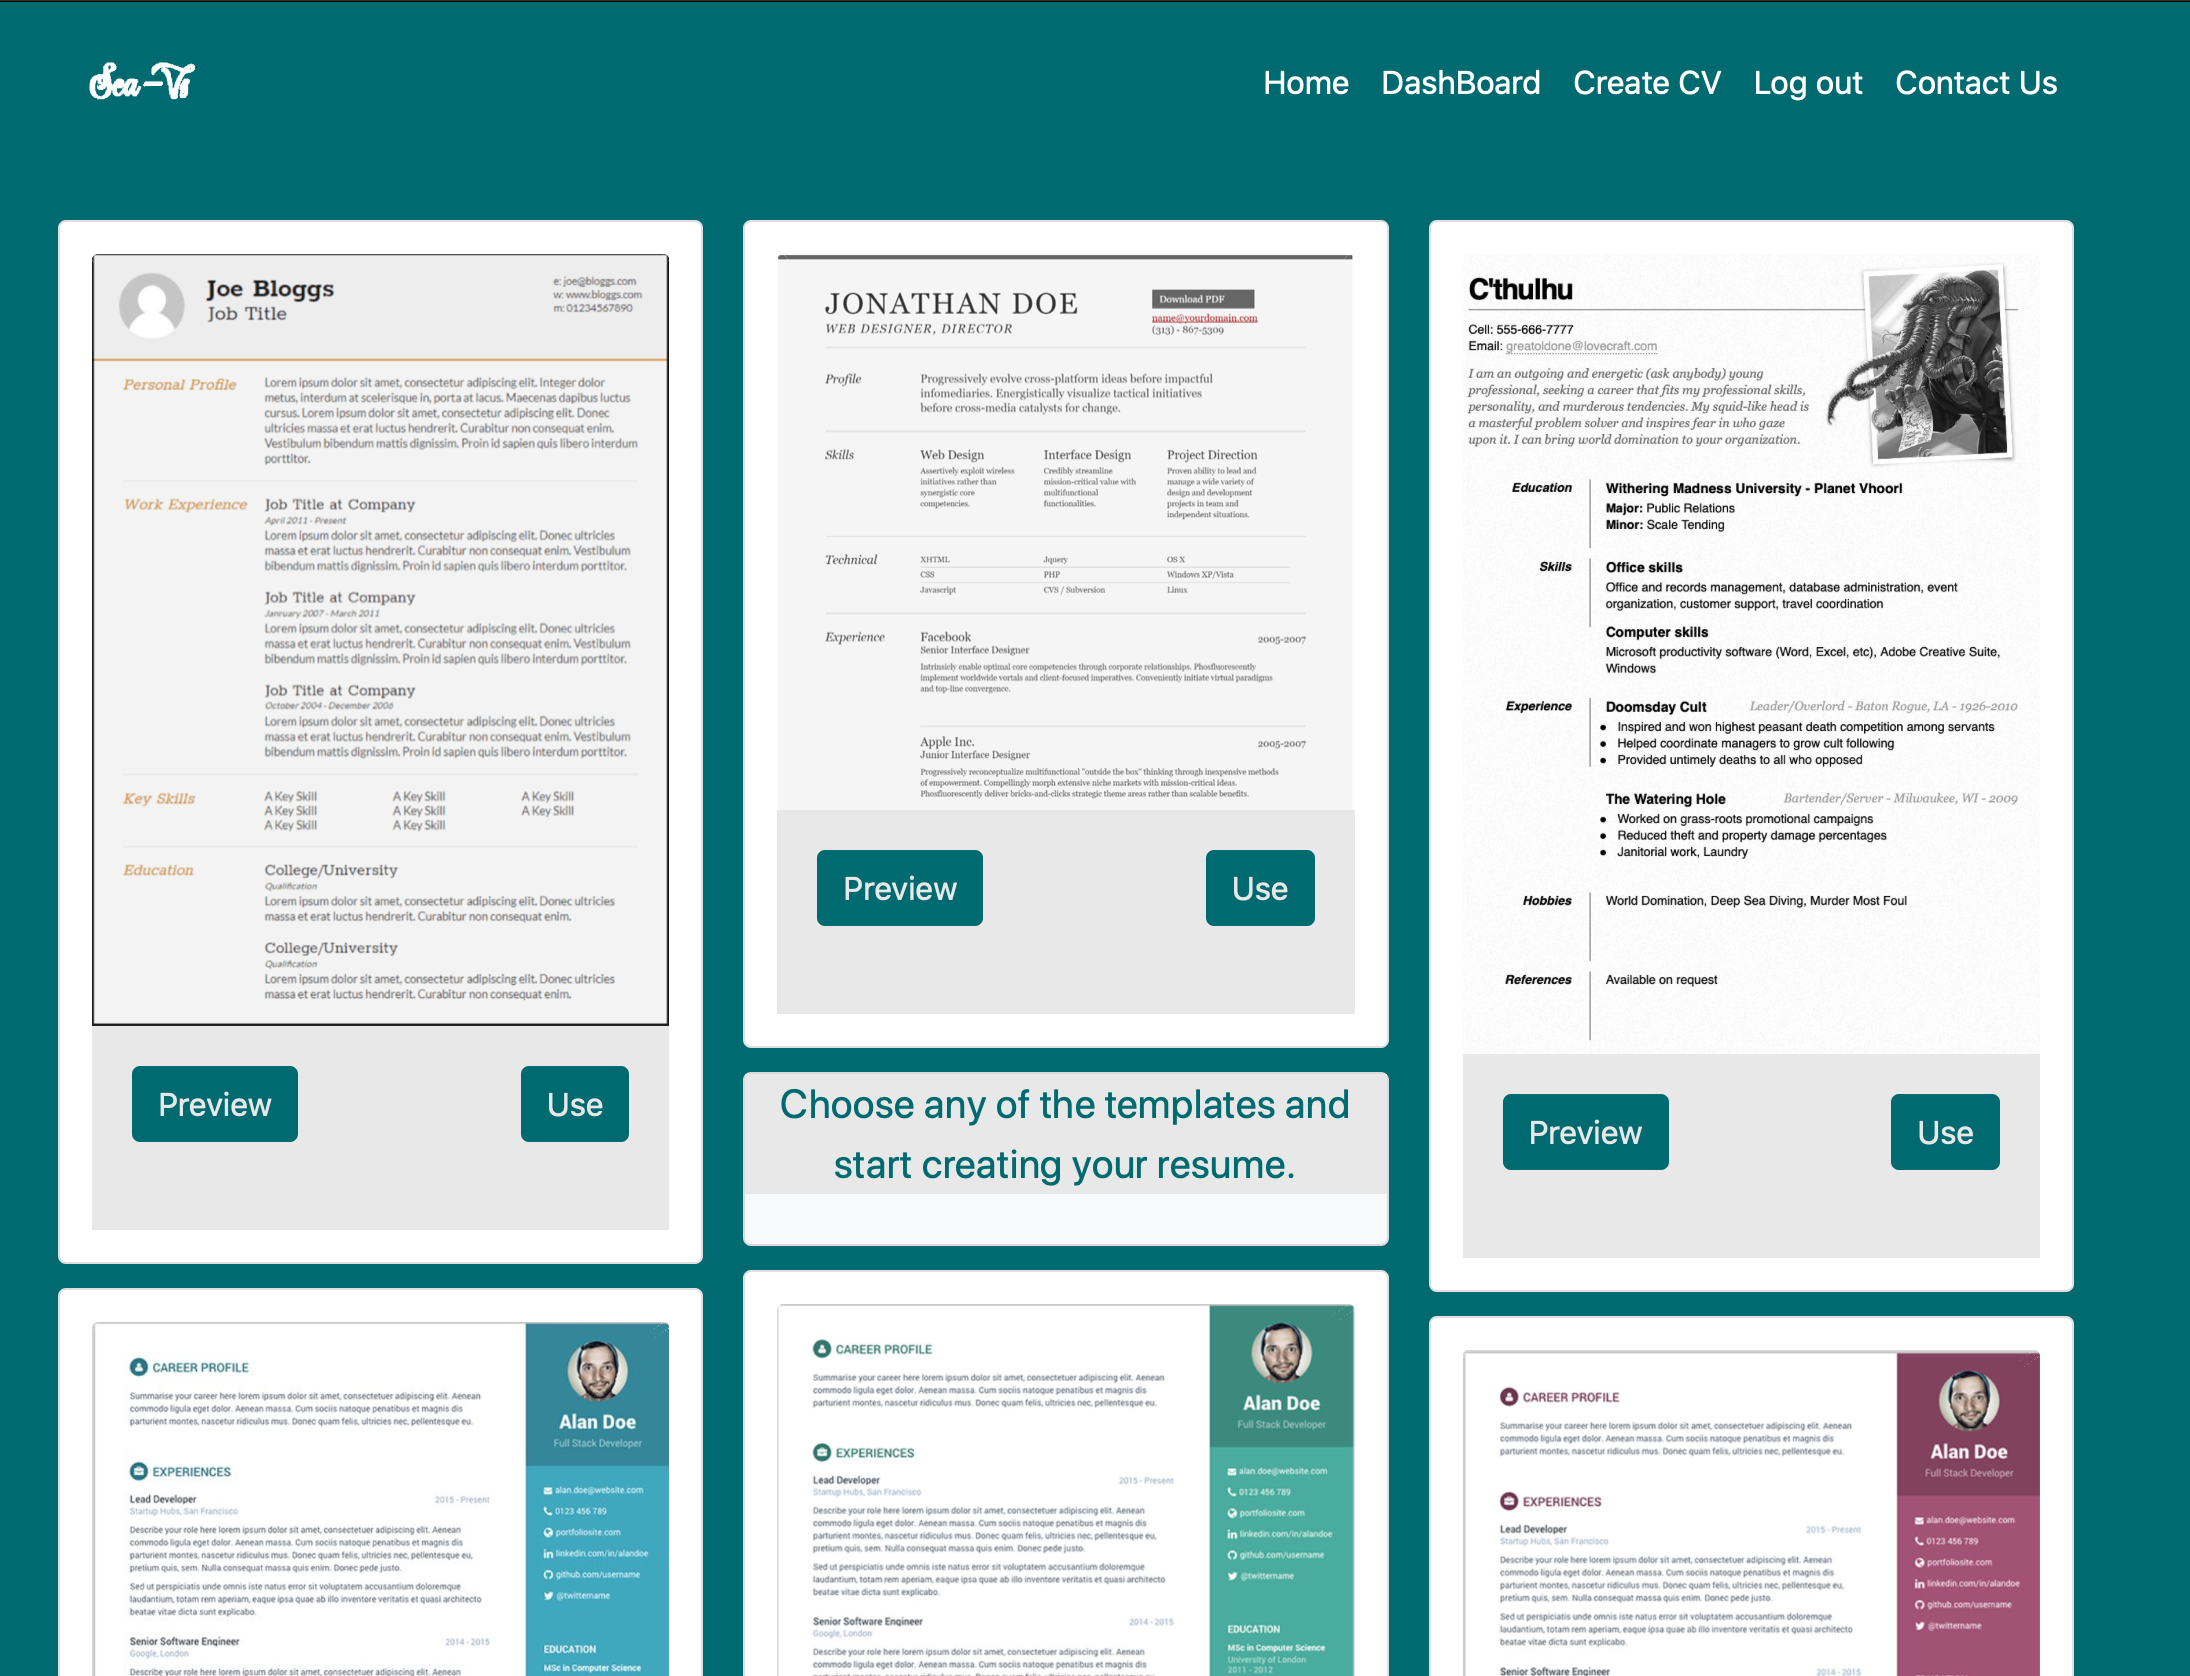 Sea-Vi
Home DashBoard Create CV Log out Contact Us
Joe Bloggs
Job Title
e: joe@bloggs.com
w: www.bloggs.com
m: 01234567890
Personal Profile
Lorem ipsum dolor sit amet, consectetur adipiscing elit. Integer dolor
metus, interdum at scelerisque in, porta at lacus. Maecenas dapibus luctus
cursus. Lorem ipsum dolor sit amet, consectetur adipiscing elit. Donec
ultricies massa et erat luctus hendrerit. Curabitur non consequat enim.
Vestibulum bibendum mattis dignissim. Proin id sapien quis libero interdum
porttitor.
Work Experience
Job Title at Company
April 2011 - Present
Lorem ipsum dolor sit amet, consectetur adipiscing elit. Donec ultricies
massa et erat luctus hendrerit. Curabitur non consequat enim. Vestibulum
bibendum mattis dignissim. Proin id sapien quis libero interdum porttitor.
Job Title at Company
Janruary 2007 - March 2011
Lorem ipsum dolor sit amet, consectetur adipiscing elit. Donec ultricies
massa et erat luctus hendrerit. Curabitur non consequat enim. Vestibulum
bibendum mattis dignissim. Proin id sapien quis libero interdum porttitor.
Job Title at Company
October 2004 - December 2006
Lorem ipsum dolor sit amet, consectetur adipiscing elit. Donec ultricies
massa et erat luctus hendrerit. Curabitur non consequat enim. Vestibulum
bibendum mattis dignissim. Proin id sapien quis libero interdum porttitor.
Key Skills
A Key Skill A Key Skill A Key Skill
A Key Skill A Key Skill A Key Skill
A Key Skill A Key Skill
Education
College/University
Qualification
Lorem ipsum dolor sit amet, consectetur adipiscing elit. Donec ultricies
massa et erat luctus hendrerit. Curabitur non consequat enim.
College/University
Qualification
Lorem ipsum dolor sit amet, consectetur adipiscing elit. Donec ultricies
massa et erat luctus hendrerit. Curabitur non consequat enim.
Preview Use
JONATHAN DOE
WEB DESIGNER, DIRECTOR
Download PDF
name@yourdomain.com
(313) - 867-5309
Profile
Progressively evolve cross-platform ideas before impactful
infomediaries. Energistically visualize tactical initiatives
before cross-media catalysts for change.
Skills
Web Design
Assertively exploit wireless
initiatives rather than
synergistic core
competencies.
Interface Design
Credibly streamline
mission-critical value with
multifunctional
functionalities.
Project Direction
Proven ability to lead and
manage a wide variety of
design and development
projects in team and
independent situations.
Technical
XHTML Jquery OS X
CSS PHP Windows XP/Vista
Javascript CVS / Subversion Linux
Experience
Facebook 2005-2007
Senior Interface Designer
Intrinsicly enable optimal core competencies through corporate relationships. Phosfluorescently
implement worldwide vortals and client-focused imperatives. Conveniently initiate virtual paradigms
and top-line convergence.
Apple Inc. 2005-2007
Junior Interface Designer
Progressively reconceptualize multifunctional "outside the box" thinking through inexpensive methods
of empowerment. Compellingly morph extensive niche markets with mission-critical ideas.
Phosfluorescently deliver bricks-and-clicks strategic theme areas rather than scalable benefits.
Preview Use
Choose any of the templates and
start creating your resume.
C'thulhu
Cell: 555-666-7777
Email: greatoldone@lovecraft.com
I am an outgoing and energetic (ask anybody) young
professional, seeking a career that fits my professional skills,
personality, and murderous tendencies. My squid-like head is
a masterful problem solver and inspires fear in who gaze
upon it. I can bring world domination to your organization.
Education
Withering Madness University - Planet Vhoorl
Major: Public Relations
Minor: Scale Tending
Skills
Office skills
Office and records management, database administration, event
organization, customer support, travel coordination
Computer skills
Microsoft productivity software (Word, Excel, etc), Adobe Creative Suite,
Windows
Experience
Doomsday Cult Leader/Overlord - Baton Rogue, LA - 1926-2010
● Inspired and won highest peasant death competition among servants
● Helped coordinate managers to grow cult following
● Provided untimely deaths to all who opposed
The Watering Hole Bartender/Server - Milwaukee, WI - 2009
● Worked on grass-roots promotional campaigns
● Reduced theft and property damage percentages
● Janitorial work, Laundry
Hobbies
World Domination, Deep Sea Diving, Murder Most Foul
References
Available on request
Preview Use
CAREER PROFILE
Summarise your career here lorem ipsum dolor sit amet, consectetuer adipiscing elit. Aenean
commodo ligula eget dolor. Aenean massa. Cum sociis natoque penatibus et magnis dis
parturient montes, nascetur ridiculus mus. Donec quam felis, ultricies nec, pellentesque eu.
EXPERIENCES
Lead Developer 2015 - Present
Startup Hubs, San Francisco
Describe your role here lorem ipsum dolor sit amet, consectetuer adipiscing elit. Aenean
commodo ligula eget dolor. Aenean massa. Cum sociis natoque penatibus et magnis dis
parturient montes, nascetur ridiculus mus. Donec quam felis, ultricies nec, pellentesque eu,
pretium quis, sem. Nulla consequat massa quis enim. Donec pede justo.
Sed ut perspiciatis unde omnis iste natus error sit voluptatem accusantium doloremque
laudantium, totam rem aperiam, eaque ipsa quae ab illo inventore veritatis et quasi architecto
beatae vitae dicta sunt explicabo.
Senior Software Engineer 2014 - 2015
Google, London
Describe your role here lorem ipsum dolor sit amet, consectetuer adipiscing elit. Aenean
Alan Doe
Full Stack Developer
alan.doe@website.com
0123 456 789
portfoliosite.com
linkedin.com/in/alandoe
github.com/username
@twittername
EDUCATION
MSc in Computer Science
CAREER PROFILE
Summarise your career here lorem ipsum dolor sit amet, consectetuer adipiscing elit. Aenean
commodo ligula eget dolor. Aenean massa. Cum sociis natoque penatibus et magnis dis
parturient montes, nascetur ridiculus mus. Donec quam felis, ultricies nec, pellentesque eu.
EXPERIENCES
Lead Developer 2015 - Present
Startup Hubs, San Francisco
Describe your role here lorem ipsum dolor sit amet, consectetuer adipiscing elit. Aenean
commodo ligula eget dolor. Aenean massa. Cum sociis natoque penatibus et magnis dis
parturient montes, nascetur ridiculus mus. Donec quam felis, ultricies nec, pellentesque eu,
pretium quis, sem. Nulla consequat massa quis enim. Donec pede justo.
Sed ut perspiciatis unde omnis iste natus error sit voluptatem accusantium doloremque
laudantium, totam rem aperiam, eaque ipsa quae ab illo inventore veritatis et quasi architecto
beatae vitae dicta sunt explicabo.
Senior Software Engineer 2014 - 2015
Google, London
Describe your role here lorem ipsum dolor sit amet, consectetuer adipiscing elit. Aenean
Alan Doe
Full Stack Developer
alan.doe@website.com
0123 456 789
portfoliosite.com
linkedin.com/in/alandoe
github.com/username
@twittername
EDUCATION
MSc in Computer Science
University of London
2011 - 2012
CAREER PROFILE
Summarise your career here lorem ipsum dolor sit amet, consectetuer adipiscing elit. Aenean
commodo ligula eget dolor. Aenean massa. Cum sociis natoque penatibus et magnis dis
parturient montes, nascetur ridiculus mus. Donec quam felis, ultricies nec, pellentesque eu.
EXPERIENCES
Lead Developer 2015 - Present
Startup Hubs, San Francisco
Describe your role here lorem ipsum dolor sit amet, consectetuer adipiscing elit. Aenean
commodo ligula eget dolor. Aenean massa. Cum sociis natoque penatibus et magnis dis
parturient montes, nascetur ridiculus mus. Donec quam felis, ultricies nec, pellentesque eu,
pretium quis, sem. Nulla consequat massa quis enim. Donec pede justo.
Sed ut perspiciatis unde omnis iste natus error sit voluptatem accusantium doloremque
laudantium, totam rem aperiam, eaque ipsa quae ab illo inventore veritatis et quasi architecto
beatae vitae dicta sunt explicabo.
Senior Software Engineer 2014 - 2015
Alan Doe
Full Stack Developer
alan.doe@website.com
0123 456 789
portfoliosite.com
linkedin.com/in/alandoe
github.com/username
@twittername